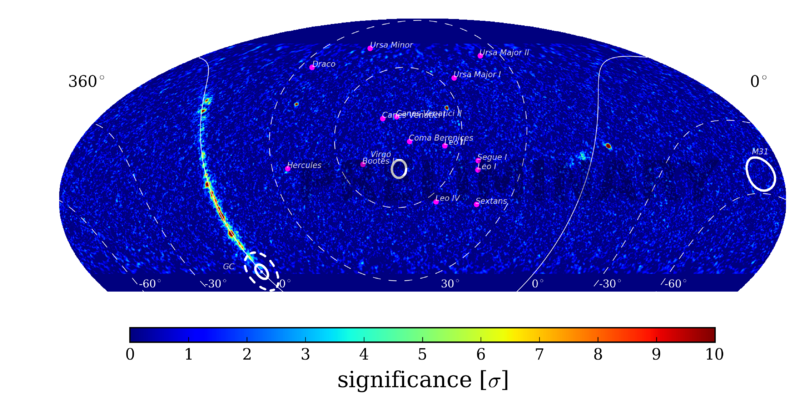 Ursa Minor
Ursa Major II
Draco
360°
Ursa Major I
0°
Canes Venatici II
Coma Berenices
Leo II
Virgo
Segue I
M31
Hercules
Bootes
Leo I
Leo IV
Sextans
GC
-60° -30° 0° 30° 0° -30° -60°
0 1 2 3 4 5 6 7 8 9 10
significance [σ]